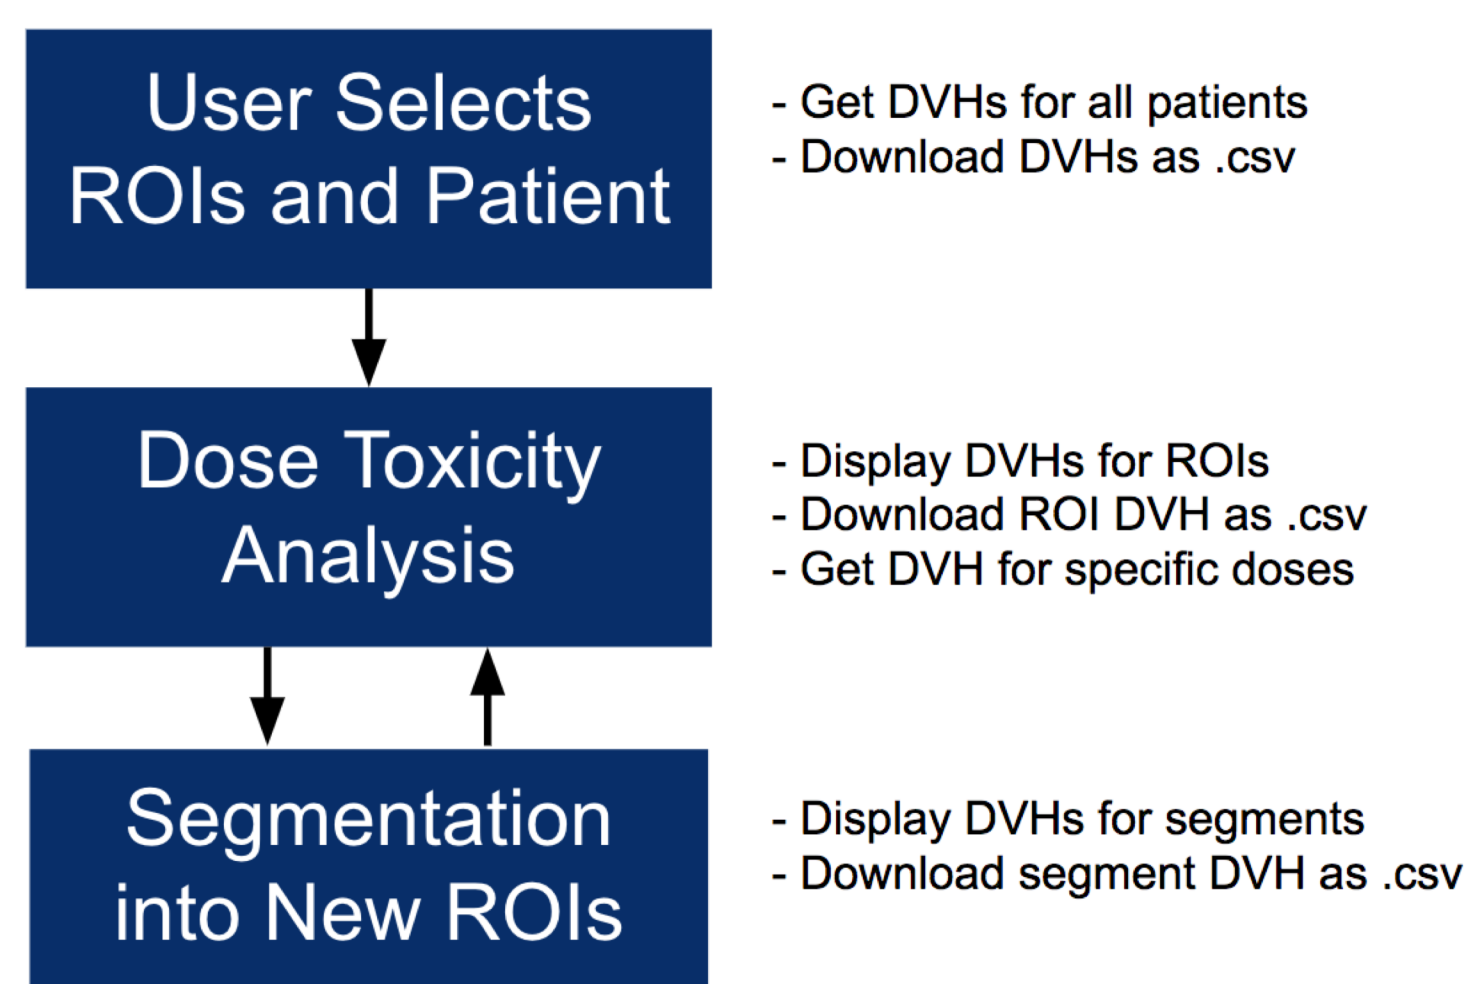 User Selects
ROIs and Patient
- Get DVHs for all patients
- Download DVHs as .csv
Dose Toxicity
Analysis
- Display DVHs for ROIs
- Download ROI DVH as .csv
- Get DVH for specific doses
Segmentation
into New ROIs
- Display DVHs for segments
- Download segment DVH as .csv